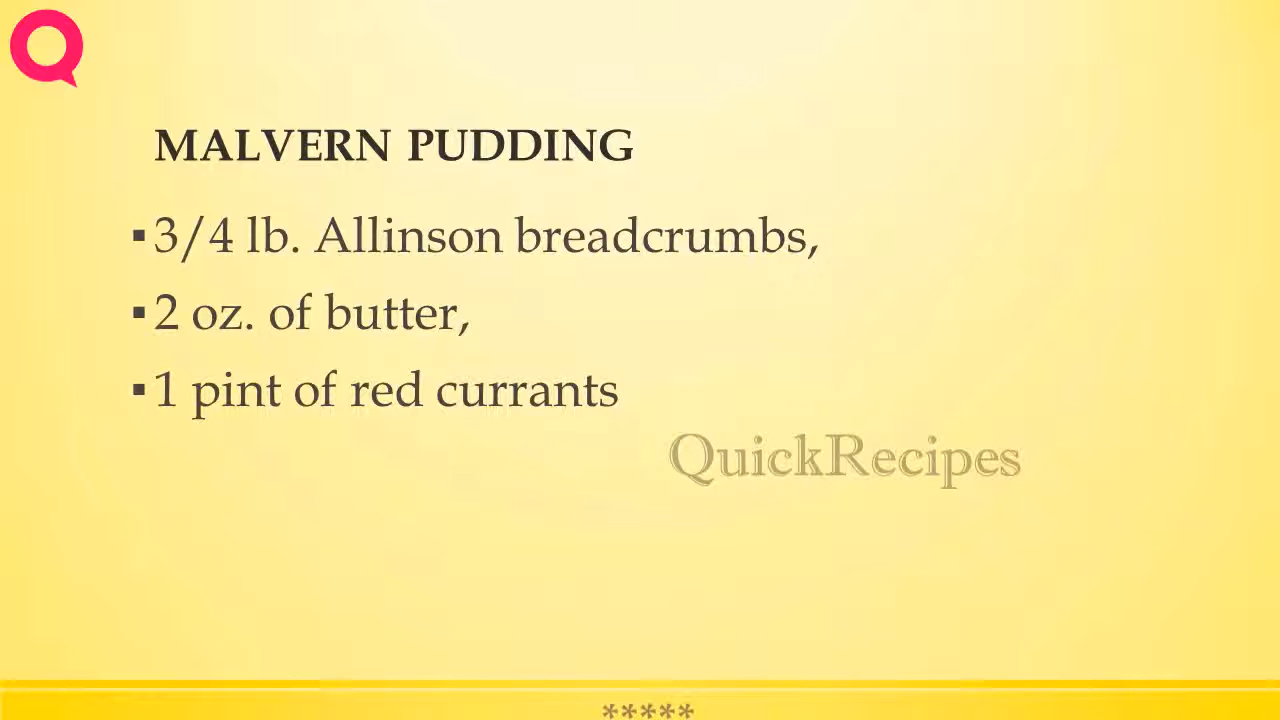 MALVERN PUDDING
▪3/4 lb. Allinson breadcrumbs,
▪2 oz. of butter,
▪1 pint of red currants
QuickRecipes
*****